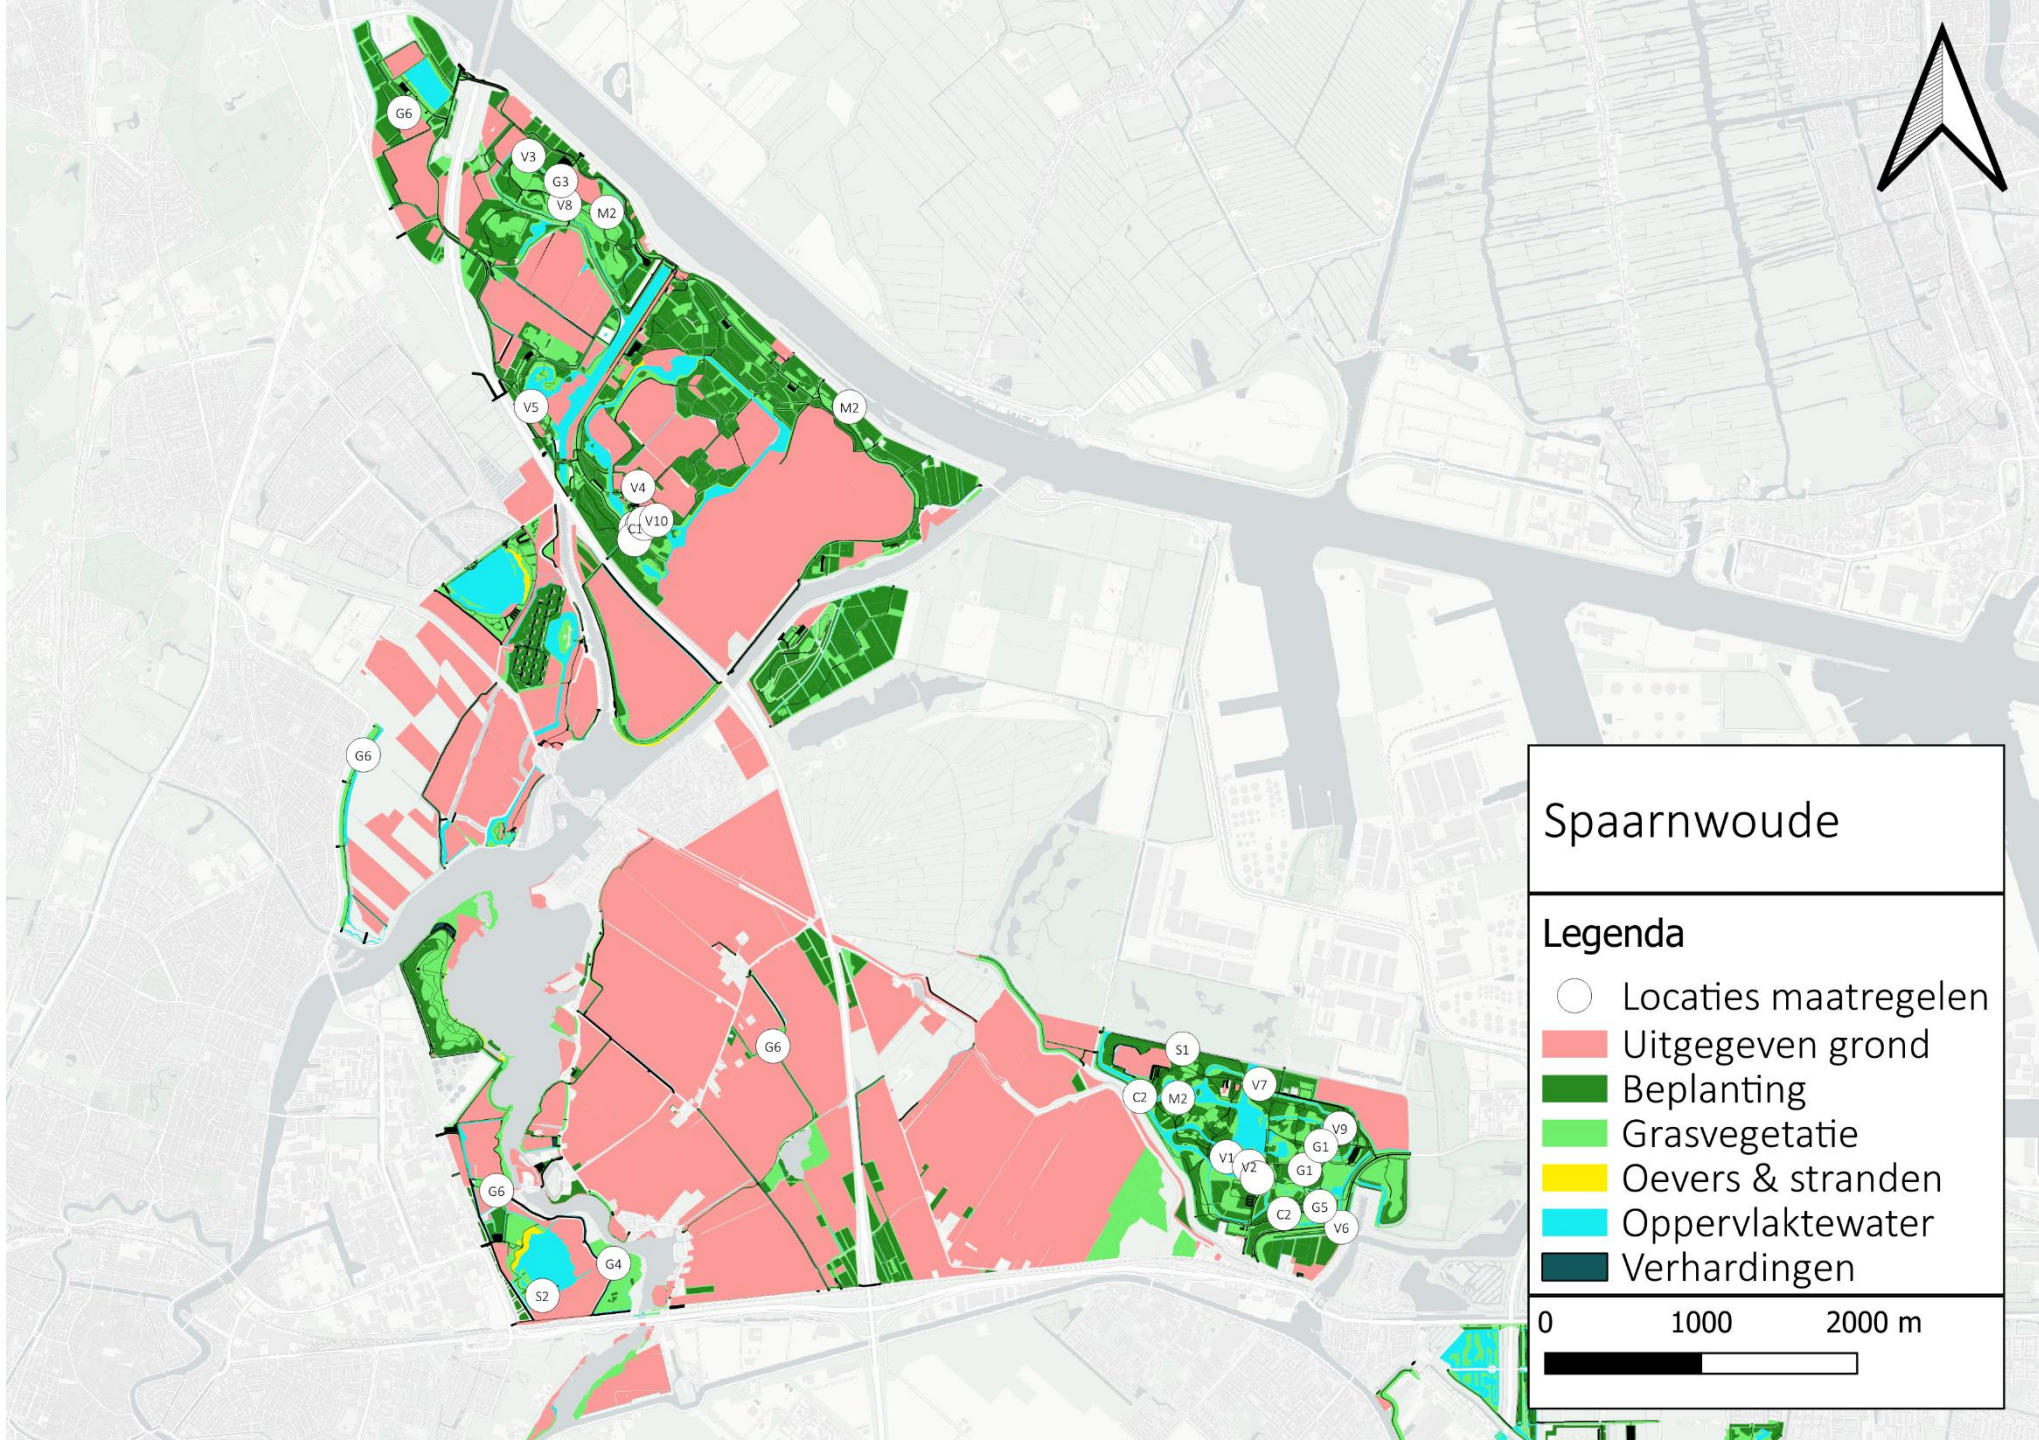 G6
V3
G3
V8
M2
V5
M2
V4
V10
C1
G6
G6
S1
V7
C2
M2
V9
G1
V1
V2
G1
G6
G5
C2
V6
G4
S2
Spaarnwoude
Legenda
Locaties maatregelen
Uitgegeven grond
Beplanting
Grasvegetatie
Oevers & stranden
Oppervlaktewater
Verhardingen
0 1000 2000 m